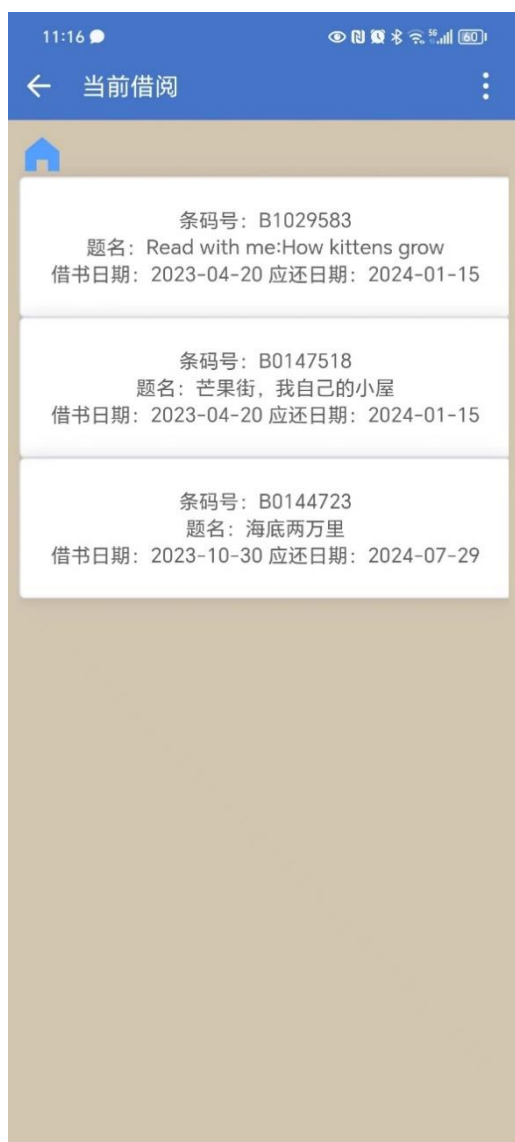 11:16
5G
60
当前借阅
条码号：B1029583
题名：Read with me:How kittens grow
借书日期：2023-04-20 应还日期：2024-01-15
条码号：B0147518
题名：芒果街，我自己的小屋
借书日期：2023-04-20 应还日期：2024-01-15
条码号：B0144723
题名：海底两万里
借书日期：2023-10-30 应还日期：2024-07-29